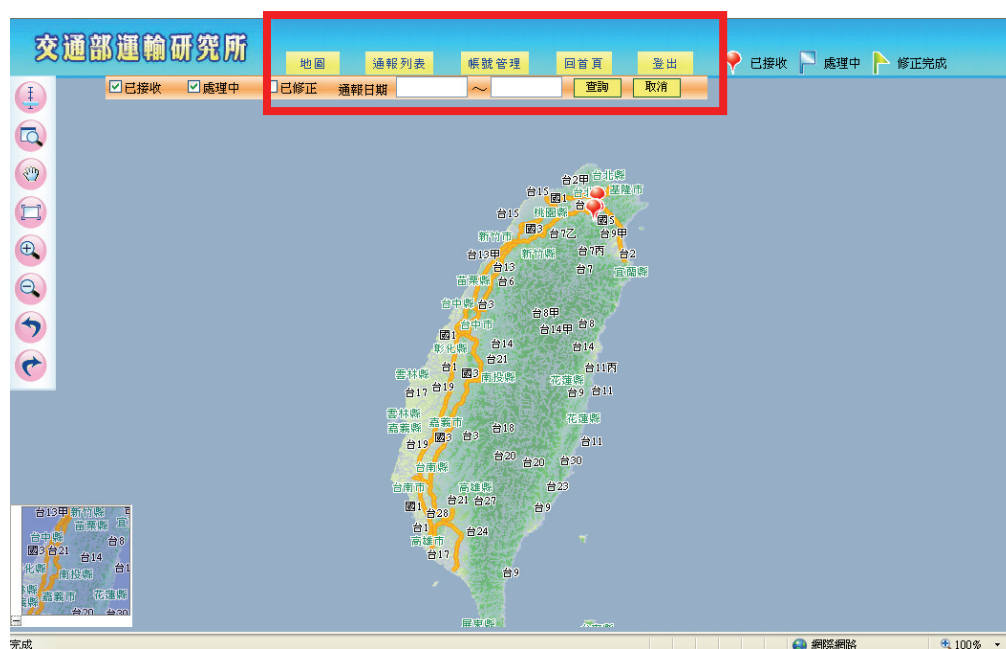 交通部運輸研究所
地圖 通報列表 帳號管理 回首頁 登出 已接收 處理中 修正完成
已接收 處理中 已修正 通報日期 ～ 查詢 取消
台2甲 台北縣
台15 國1 基隆市
台15 桃園縣 國5
國3 台7乙 台9甲
新竹市
台13甲 新竹縣 台7丙 台2
台13 台7 宜蘭縣
苗栗縣 台6
台中縣 台3
台8甲
台中市 台14甲 台8
國1
彰化縣 台14 台14
台21
台1 國3 南投縣 台11丙
雲林縣 花蓮縣
台17 台19 台9 台11
雲林縣
嘉義縣 嘉義市 台18 花蓮縣
台19 國3 台3 台11
台20 台20 台30
台南縣
台南市 高雄縣 台23
台21 台27
國1 台28 台9
台1 台24
高雄市
台17
台9
屏東縣
台13甲 新竹縣
苗栗縣 宜
台中縣 台8
國3 台21 台14
化縣 南投縣 台1
嘉義市 花蓮縣
台20 台30
完成 網際網路 100%